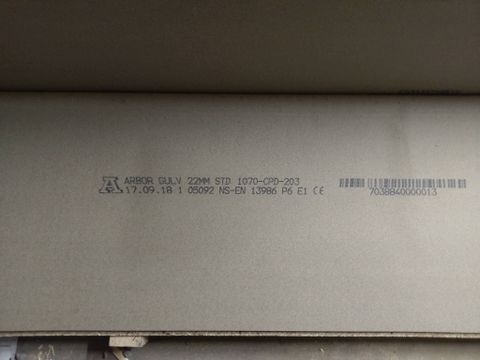 ARBOR GULV 22MM STD 1070-CPD-203
17.09.18 1 05092 NS-EN 13986 P6 E1 CE
7038840000013